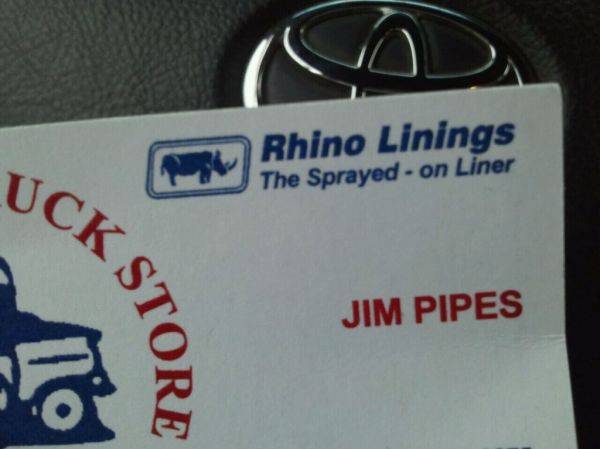 Rhino Linings
The Sprayed - on Liner
UCK STORE
JIM PIPES